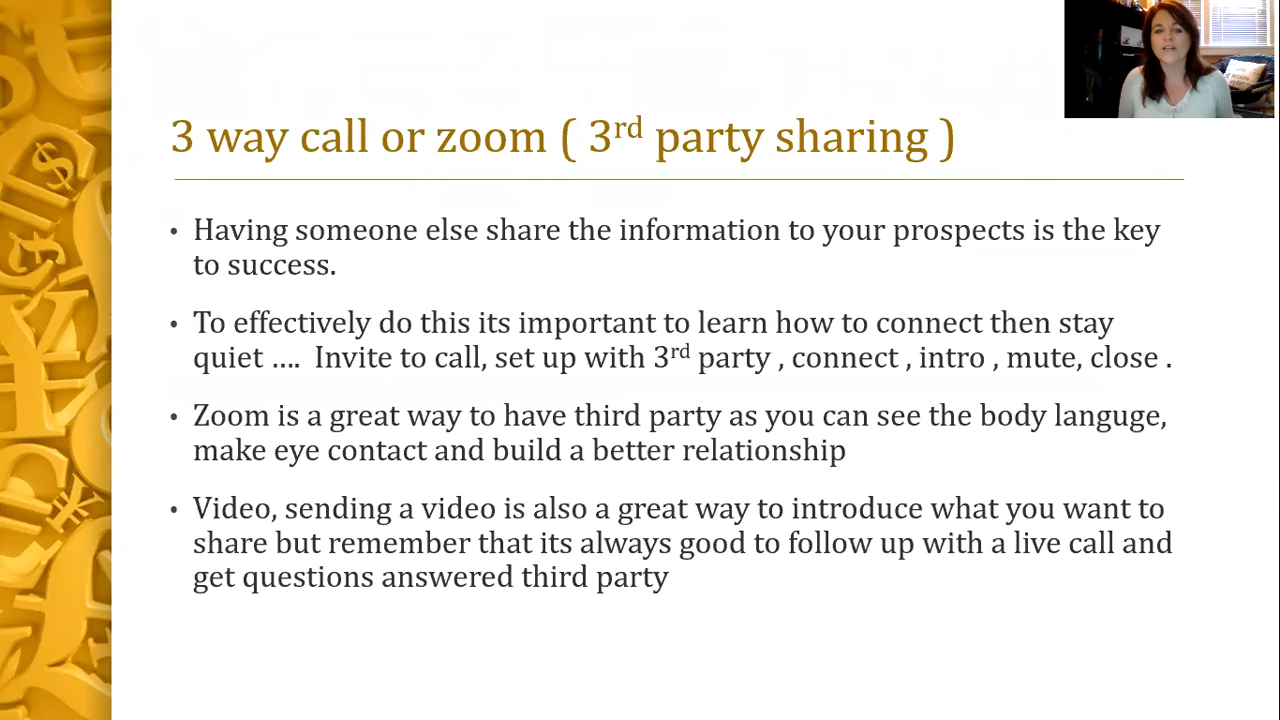 3 way call or zoom ( 3rd party sharing )
• Having someone else share the information to your prospects is the key
to success.
• To effectively do this its important to learn how to connect then stay
quiet .... Invite to call, set up with 3rd party , connect , intro , mute, close .
• Zoom is a great way to have third party as you can see the body languge,
make eye contact and build a better relationship
• Video, sending a video is also a great way to introduce what you want to
share but remember that its always good to follow up with a live call and
get questions answered third party